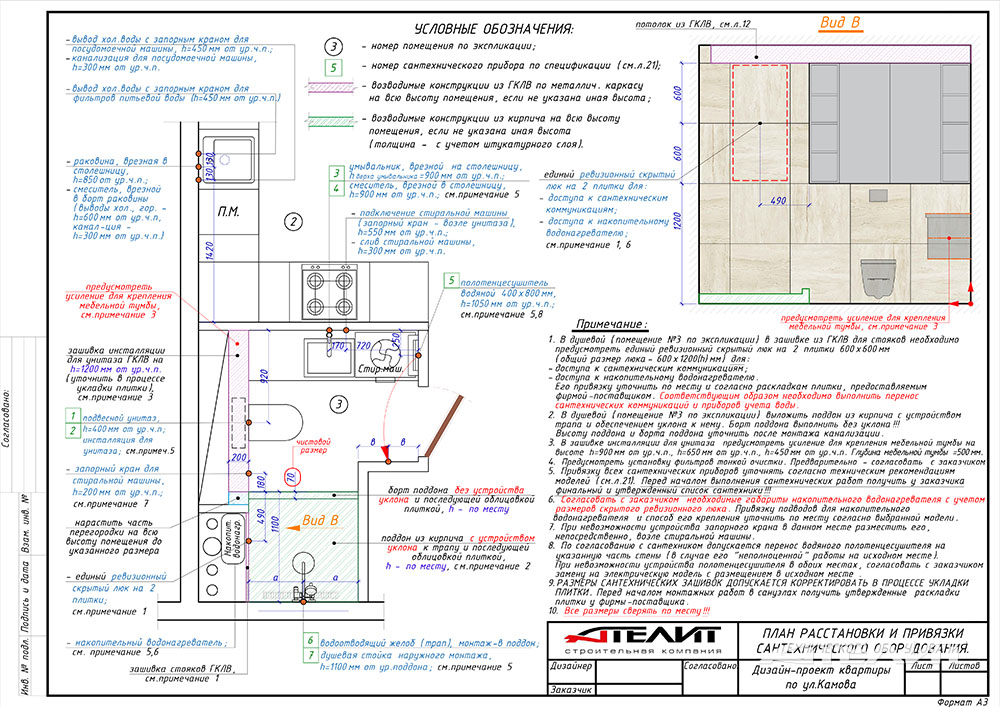 УСЛОВНЫЕ ОБОЗНАЧЕНИЯ:
3
– номер помещения по экспликации;
5
– номер сантехнического прибора по спецификации (см.л.21);
– возводимые конструкции из ГКЛВ по металлич. каркасу
на всю высоту помещения, если не указана иная высота;
– возводимые конструкции из кирпича на всю высоту
помещения, если не указана иная высота
(толщина – с учетом штукатурного слоя).
– вывод хол.воды с запорным краном для
посудомоечной машины, h=450 мм от ур.ч.п.;
– канализация для посудомоечной машины,
h=300 мм от ур.ч.п.
– вывод хол.воды с запорным краном для
фильтров питьевой воды (h=450 мм от ур.ч.п.)
– раковина, врезная в
столешницу,
h=850 от ур.ч.п.;
– смеситель, врезной
в борт раковины
(выводы хол., гор. –
h=600 мм от ур.ч.п,
канал-ция –
h=300 мм от ур.ч.п.)
130 130
П.М.
1420
2
3
умывальник, врезной на столешницу,
h верха умывальника =900 мм от ур.ч.п.;
4
смеситель, врезной в столешницу,
h=900 мм от ур.ч.п.; см.примечание 5
– подключение стиральной машины
(запорный кран – возле унитаза),
h=550 мм от ур.ч.п.;
– слив стиральной машины,
h=300 мм от ур.ч.п.
5
полотенцесушитель
водяной 400 х 800 мм,
h=1050 мм от ур.ч.п.;
см.примечание 5,8
предусмотреть
усиление для крепления
мебельной тумбы,
см.примечание 3
зашивка инсталляции
для унитаза ГКЛВ на
h=1200 мм от ур.ч.п.
(уточнить в процессе
укладки плитки),
см.примечание 3
1
2
подвесной унитаз,
h=400 мм от ур.ч.п;
инсталляция для
унитаза; см.примеч.5
– запорный кран для
стиральной машины,
h=200 мм от ур.ч.п.;
см.примечание 7
нарастить часть
перегородки на всю
высоту помещения до
указанного размера
– единый ревизионный
скрытый люк на 2
плитки;
см.примечание 1
– накопительный водонагреватель;
см. примечание 5,6
зашивка стояков ГКЛВ,
см.примечание 1
170 720
250
Стир.маш.
920
3
чистовой
размер
200
180
70
в в
490
1100
Вид В
Накопит.
водонагр.
а а
борт поддона без устройства
уклона и последующей облицовкой
плиткой, h - по месту
поддон из кирпича с устройством
уклона к трапу и последующей
облицовкой плиткой,
h - по месту, см.примечание 2
6
водоотводящий желоб (трап), монтаж-в поддон;
7
душевая стойка наружного монтажа,
h=1100 мм от ур.поддона; см.примечание 5
потолок из ГКЛВ, см.л.12
Вид В
600
600
1200
490
единый ревизионный скрытый
люк на 2 плитки для:
– доступа к сантехническим
коммуникациям;
– доступа к накопительному
водонагревателю;
см.примечание 1, 6
предусмотреть усиление для крепления
мебельной тумбы, см.примечание 3
Примечание:
1. В душевой (помещение №3 по экспликации) в зашивке из ГКЛВ для стояков необходимо
предусмотреть единый ревизионный скрытый люк на 2 плитки 600 х 600 мм
(общий размер люка – 600 х 1200(h) мм) для:
– доступа к сантехническим коммуникациям;
– доступа к накопительному водонагревателю.
Его привязку уточнить по месту и согласно раскладкам плитки, предоставляемым
фирмой-поставщиком. Соответствующим образом необходимо выполнить перенос
сантехнических коммуникаций и приборов учета воды.
2. В душевой (помещение №3 по экспликации) выложить поддон из кирпича с устройством
трапа и обеспечением уклона к нему. Борт поддона выполнить без уклона !!!
Высоту поддона и борта поддона уточнить после монтажа канализации.
3. В зашивке инсталляции для унитаза предусмотреть усиление для крепления мебельной тумбы на
высоте h=900 мм от ур.ч.п., h=650 мм от ур.ч.п., h=450 мм от ур.ч.п. Глубина мебельной тумбы =500 мм.
4. Предусмотреть установку фильтров тонкой очистки. Предварительно - согласовать с заказчиком
5. Привязку всех сантехнических приборов уточнять согласно техническим рекомендациям
моделей (см.л.21). Перед началом выполнения сантехнических работ получить у заказчика
финальный и утверждённый список сантехники!!!
6. Согласовать с заказчиком необходимые габариты накопительного водонагревателя с учетом
размеров скрытого ревизионного люка. Привязку подводов для накопительного
водонагревателя и способ его крепления уточнить по месту согласно выбранной модели.
7. При невозможности устройства запорного крана в данном месте разместить его,
непосредственно, возле стиральной машины.
8. По согласованию с сантехником допускается перенос водяного полотенцесушителя на
указанную часть стены (в случае его "неполноценной" работы на исходном месте).
При невозможности устройства полотенцесушителя в обоих местах, согласовать с заказчиком
замену на электрическую модель с размещением в исходном месте
9. РАЗМЕРЫ САНТЕХНИЧЕСКИХ ЗАШИВОК ДОПУСКАЕТСЯ КОРРЕКТИРОВАТЬ В ПРОЦЕССЕ УКЛАДКИ
ПЛИТКИ. Перед началом монтажных работ в санузлах получить утвержденные раскладки
плитки у фирмы-поставщика.
10. Все размеры сверять по месту!!!
АТЕЛИТ
строительная компания
ПЛАН РАССТАНОВКИ И ПРИВЯЗКИ
САНТЕХНИЧЕСКОГО ОБОРУДОВАНИЯ.
Дизайнер
Согласовано
Заказчик
Дизайн-проект квартиры
по ул.Камова
Лист
Листов
Формат А3
Согласовано:
Взам. инв. №
Подпись и дата
Инв. № подл.